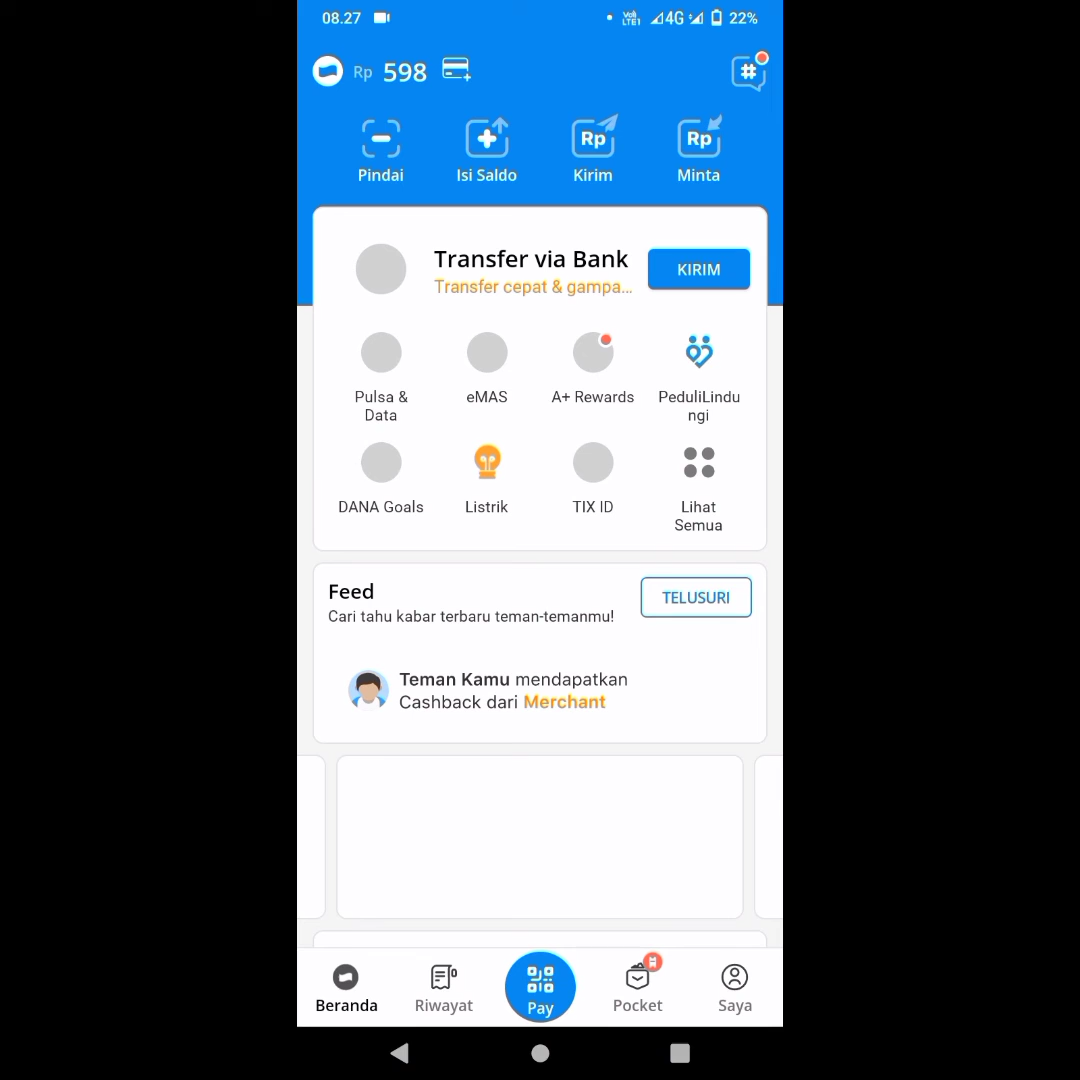 08.27
4G
22%
Rp 598
Pindai
Isi Saldo
Rp
Kirim
Rp
Minta
Transfer via Bank
Transfer cepat & gampa...
KIRIM
Pulsa &
Data
eMAS
A+ Rewards
PeduliLindu
ngi
DANA Goals
Listrik
TIX ID
Lihat
Semua
Feed
Cari tahu kabar terbaru teman-temanmu!
TELUSURI
Teman Kamu mendapatkan
Cashback dari Merchant
Beranda
Riwayat
Pay
Pocket
Saya